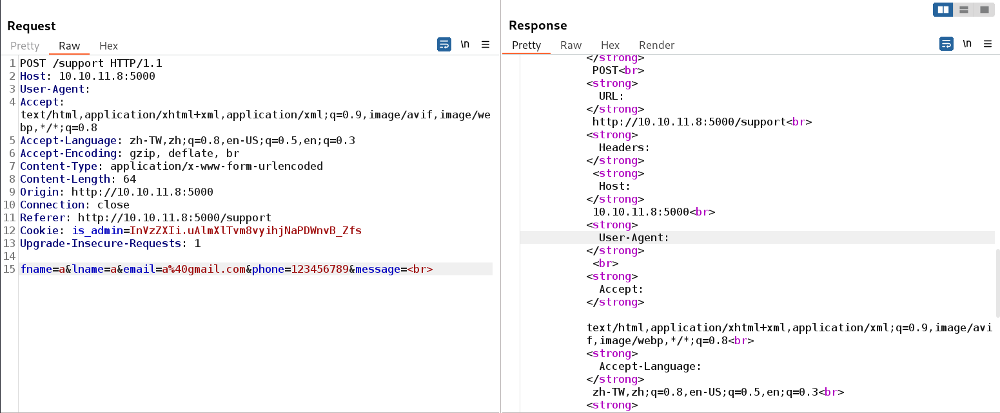 Request
Pretty Raw Hex \n
1 POST /support HTTP/1.1
2 Host: 10.10.11.8:5000
3 User-Agent:
4 Accept:
text/html,application/xhtml+xml,application/xml;q=0.9,image/avif,image/we
bp,*/*;q=0.8
5 Accept-Language: zh-TW,zh;q=0.8,en-US;q=0.5,en;q=0.3
6 Accept-Encoding: gzip, deflate, br
7 Content-Type: application/x-www-form-urlencoded
8 Content-Length: 64
9 Origin: http://10.10.11.8:5000
10 Connection: close
11 Referer: http://10.10.11.8:5000/support
12 Cookie: is_admin=InVzZXIi.uAlmXlTvm8vyihjNaPDWnvB_Zfs
13 Upgrade-Insecure-Requests: 1
14
15 fname=a&lname=a&email=a%40gmail.com&phone=123456789&message=<br>
Response
Pretty Raw Hex Render \n
</strong>
POST<br>
<strong>
URL:
</strong>
http://10.10.11.8:5000/support<br>
<strong>
Headers:
</strong>
<strong>
Host:
</strong>
10.10.11.8:5000<br>
<strong>
User-Agent:
</strong>
<br>
<strong>
Accept:
</strong>
text/html,application/xhtml+xml,application/xml;q=0.9,image/avi
f,image/webp,*/*;q=0.8<br>
<strong>
Accept-Language:
</strong>
zh-TW,zh;q=0.8,en-US;q=0.5,en;q=0.3<br>
<strong>